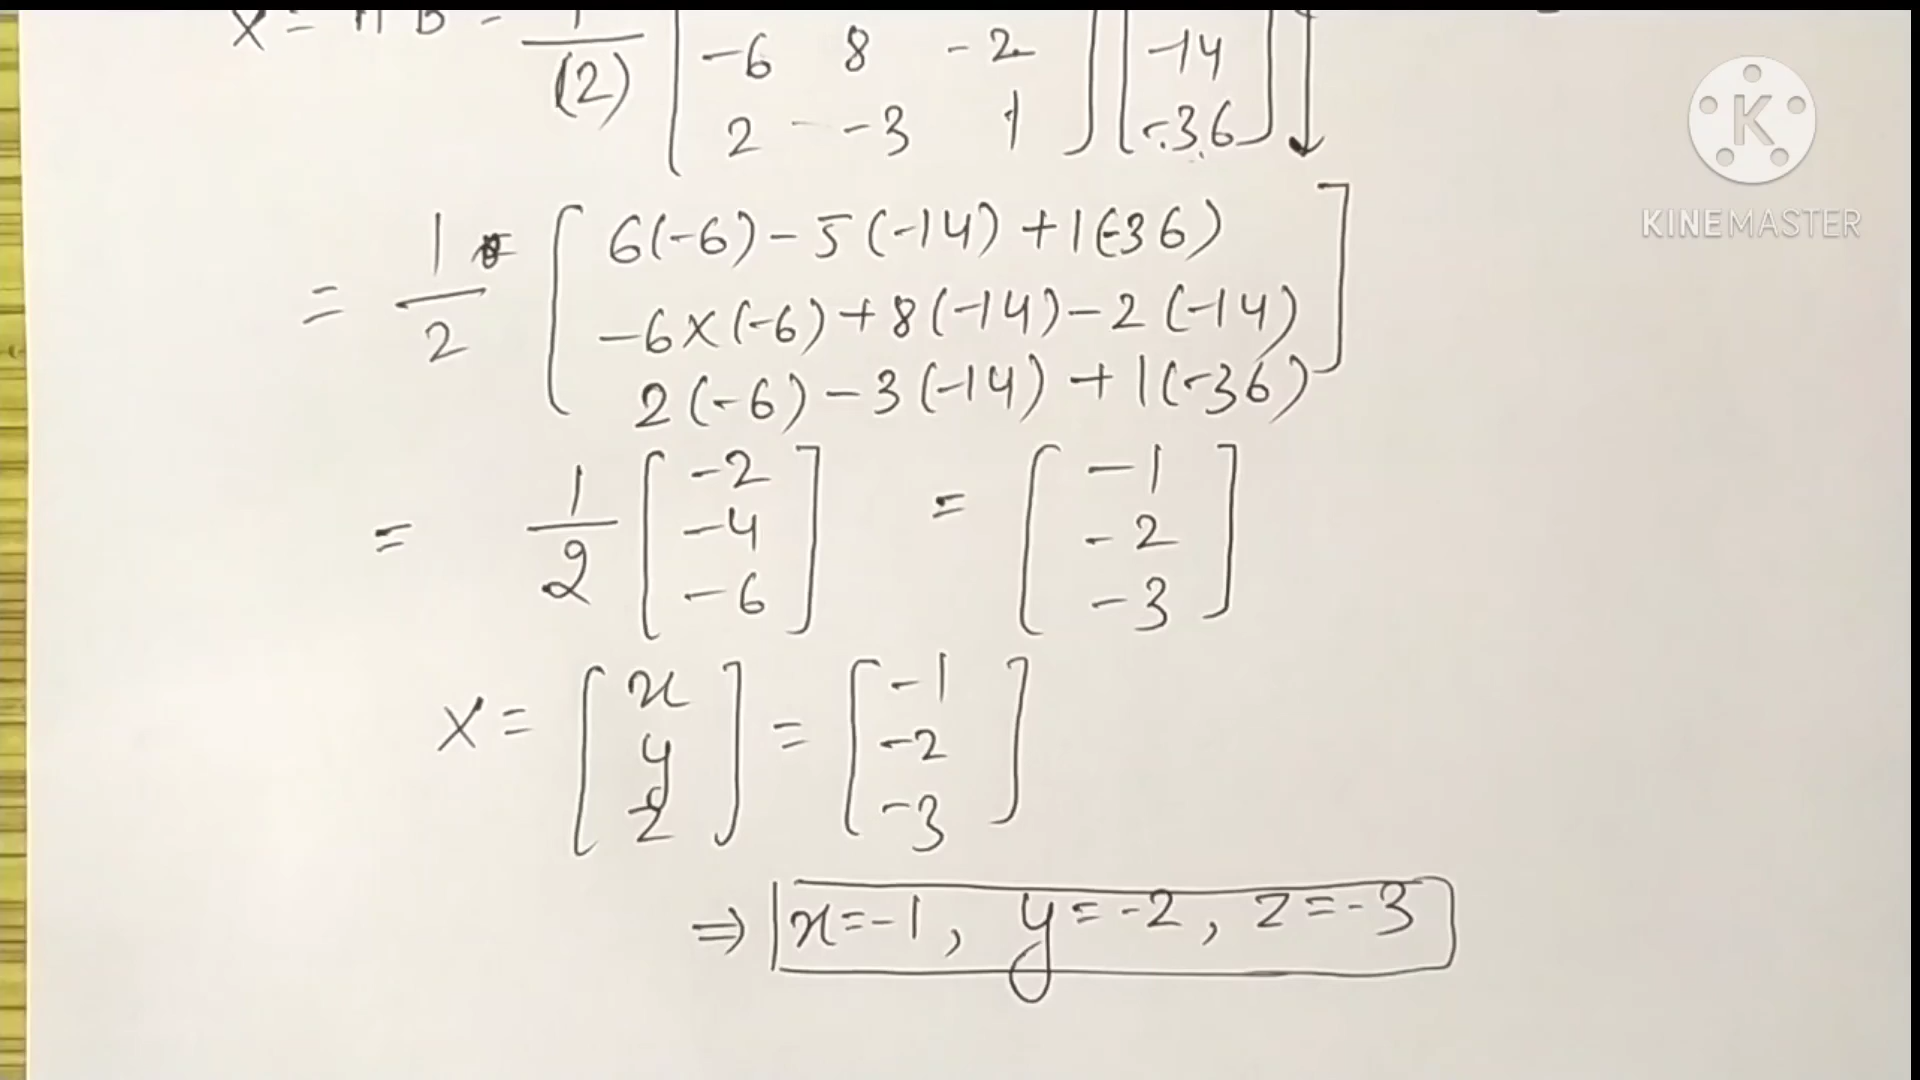 X = A B = 1/(2) [-6 8 -2; 2 -3 1] [-14; -36]
= 1/2 [6(-6)-5(-14)+1(-36); -6x(-6)+8(-14)-2(-14); 2(-6)-3(-14)+1(-36)]
= 1/2 [-2; -4; -6] = [-1; -2; -3]
X = [x; y; z] = [-1; -2; -3]
⇒ x=-1, y=-2, z=-3
K
KINEMASTER